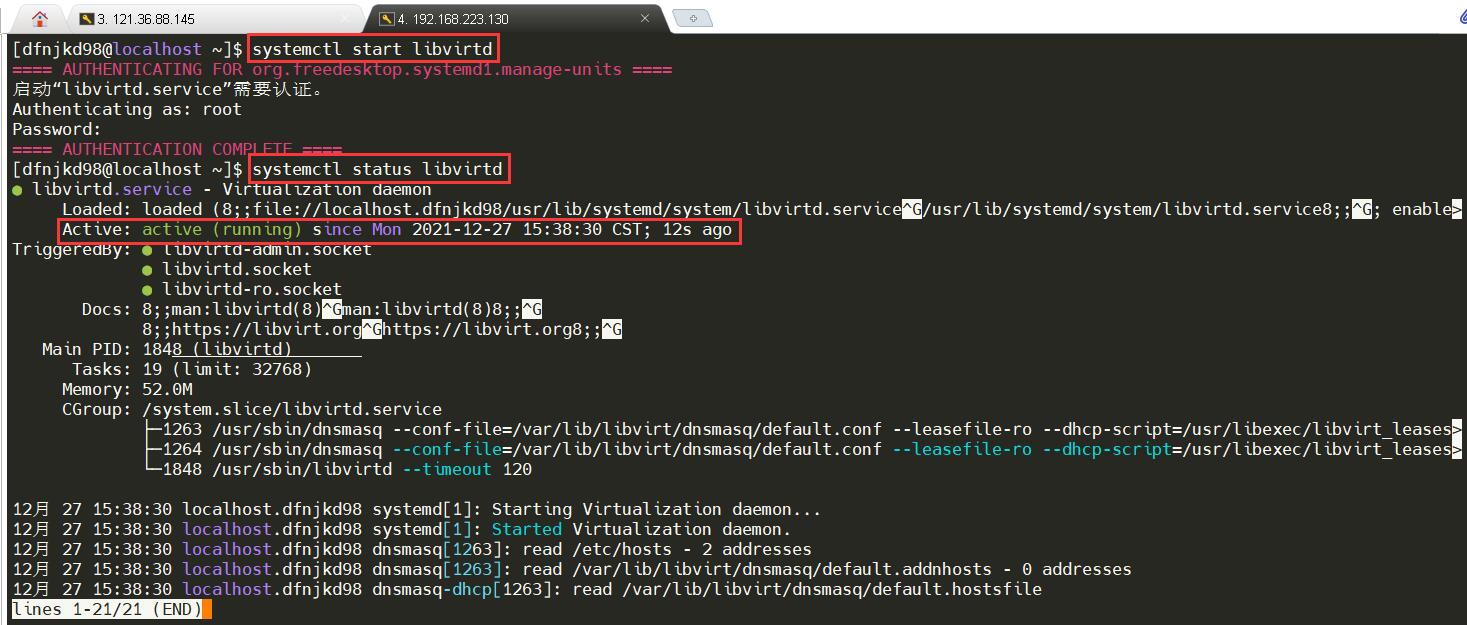 3. 121.36.88.145
4. 192.168.223.130
[dfnjkd98@localhost ~]$ systemctl start libvirtd
==== AUTHENTICATING FOR org.freedesktop.systemd1.manage-units ====
启动“libvirtd.service”需要认证。
Authenticating as: root
Password:
==== AUTHENTICATION COMPLETE ====
[dfnjkd98@localhost ~]$ systemctl status libvirtd
● libvirtd.service - Virtualization daemon
Loaded: loaded (8;;file://localhost.dfnjkd98/usr/lib/systemd/system/libvirtd.service^G/usr/lib/systemd/system/libvirtd.service8;;^G; enable>
Active: active (running) since Mon 2021-12-27 15:38:30 CST; 12s ago
TriggeredBy: ● libvirtd-admin.socket
● libvirtd.socket
● libvirtd-ro.socket
Docs: 8;;man:libvirtd(8)^Gman:libvirtd(8)8;;^G
8;;https://libvirt.org^Ghttps://libvirt.org8;;^G
Main PID: 1848 (libvirtd)
Tasks: 19 (limit: 32768)
Memory: 52.0M
CGroup: /system.slice/libvirtd.service
├─1263 /usr/sbin/dnsmasq --conf-file=/var/lib/libvirt/dnsmasq/default.conf --leasefile-ro --dhcp-script=/usr/libexec/libvirt_leases>
├─1264 /usr/sbin/dnsmasq --conf-file=/var/lib/libvirt/dnsmasq/default.conf --leasefile-ro --dhcp-script=/usr/libexec/libvirt_leases>
└─1848 /usr/sbin/libvirtd --timeout 120
12月 27 15:38:30 localhost.dfnjkd98 systemd[1]: Starting Virtualization daemon...
12月 27 15:38:30 localhost.dfnjkd98 systemd[1]: Started Virtualization daemon.
12月 27 15:38:30 localhost.dfnjkd98 dnsmasq[1263]: read /etc/hosts - 2 addresses
12月 27 15:38:30 localhost.dfnjkd98 dnsmasq[1263]: read /var/lib/libvirt/dnsmasq/default.addnhosts - 0 addresses
12月 27 15:38:30 localhost.dfnjkd98 dnsmasq-dhcp[1263]: read /var/lib/libvirt/dnsmasq/default.hostsfile
lines 1-21/21 (END)